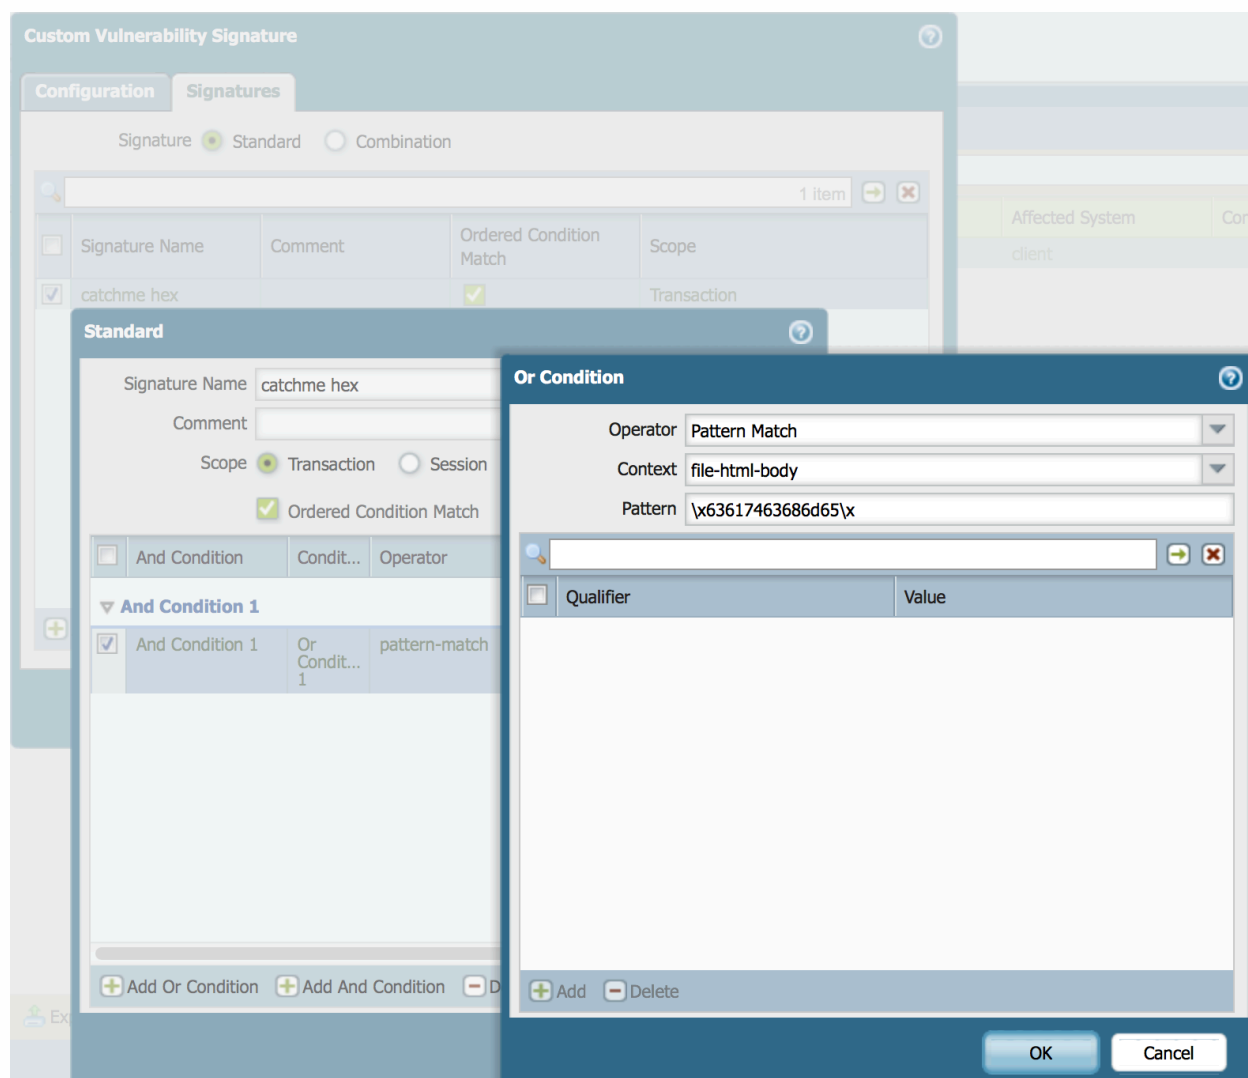 Custom Vulnerability Signature
Configuration
Signatures
Signature
Standard
Combination
1 item
Signature Name
Comment
Ordered Condition
Match
Scope
catchme hex
Transaction
Affected System
client
Standard
Signature Name catchme hex
Comment
Scope
Transaction
Session
Ordered Condition Match
And Condition
Condit...
Operator
And Condition 1
And Condition 1
Or
Condit...
1
pattern-match
Add Or Condition
Add And Condition
Or Condition
Operator Pattern Match
Context file-html-body
Pattern \x63617463686d65\x
Qualifier
Value
Add
Delete
OK
Cancel